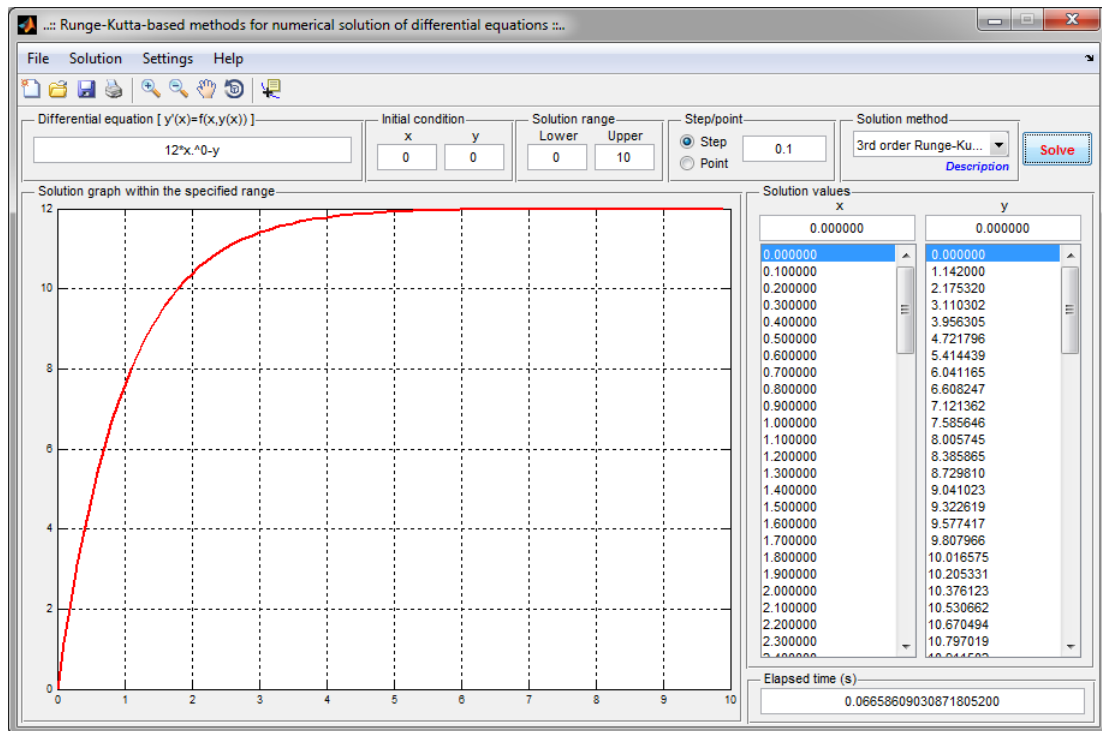 ..:: Runge-Kutta-based methods for numerical solution of differential equations ::..
File Solution Settings Help
Differential equation [ y'(x)=f(x,y(x)) ]
12*x.^0-y
Initial condition
x y
0 0
Solution range
Lower Upper
0 10
Step/point
Step
Point
0.1
Solution method
3rd order Runge-Ku...
Description
Solve
Solution graph within the specified range
12
10
8
6
4
2
0
0 1 2 3 4 5 6 7 8 9 10
Solution values
x y
0.000000 0.000000
0.000000 0.000000
0.100000 1.142000
0.200000 2.175320
0.300000 3.110302
0.400000 3.956305
0.500000 4.721796
0.600000 5.414439
0.700000 6.041165
0.800000 6.608247
0.900000 7.121362
1.000000 7.585646
1.100000 8.005745
1.200000 8.385865
1.300000 8.729810
1.400000 9.041023
1.500000 9.322619
1.600000 9.577417
1.700000 9.807966
1.800000 10.016575
1.900000 10.205331
2.000000 10.376123
2.100000 10.530662
2.200000 10.670494
2.300000 10.797019
Elapsed time (s)
0.06658609030871805200